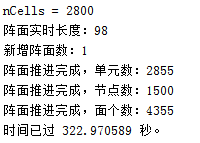 nCells = 2800
阵面实时长度：98
新增阵面数：1
阵面推进完成，单元数：2855
阵面推进完成，节点数：1500
阵面推进完成，面个数：4355
时间已过 322.970589 秒。